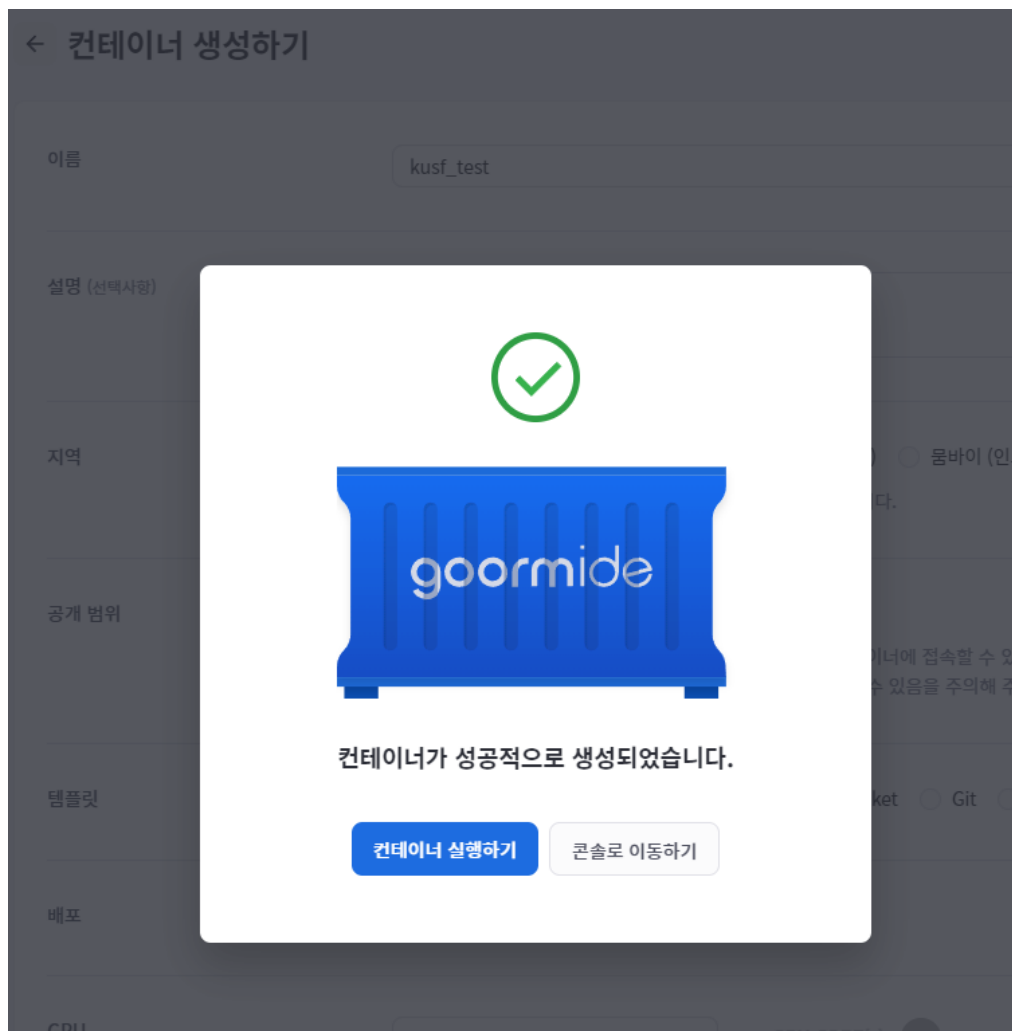 ← 컨테이너 생성하기
이름
kusf_test
설명 (선택사항)
지역
) 뭄바이 (인
다.
goormide
공개 범위
이너에 접속할 수 있
수 있음을 주의해 주
컨테이너가 성공적으로 생성되었습니다.
템플릿
ket Git
컨테이너 실행하기 콘솔로 이동하기
배포
GPU